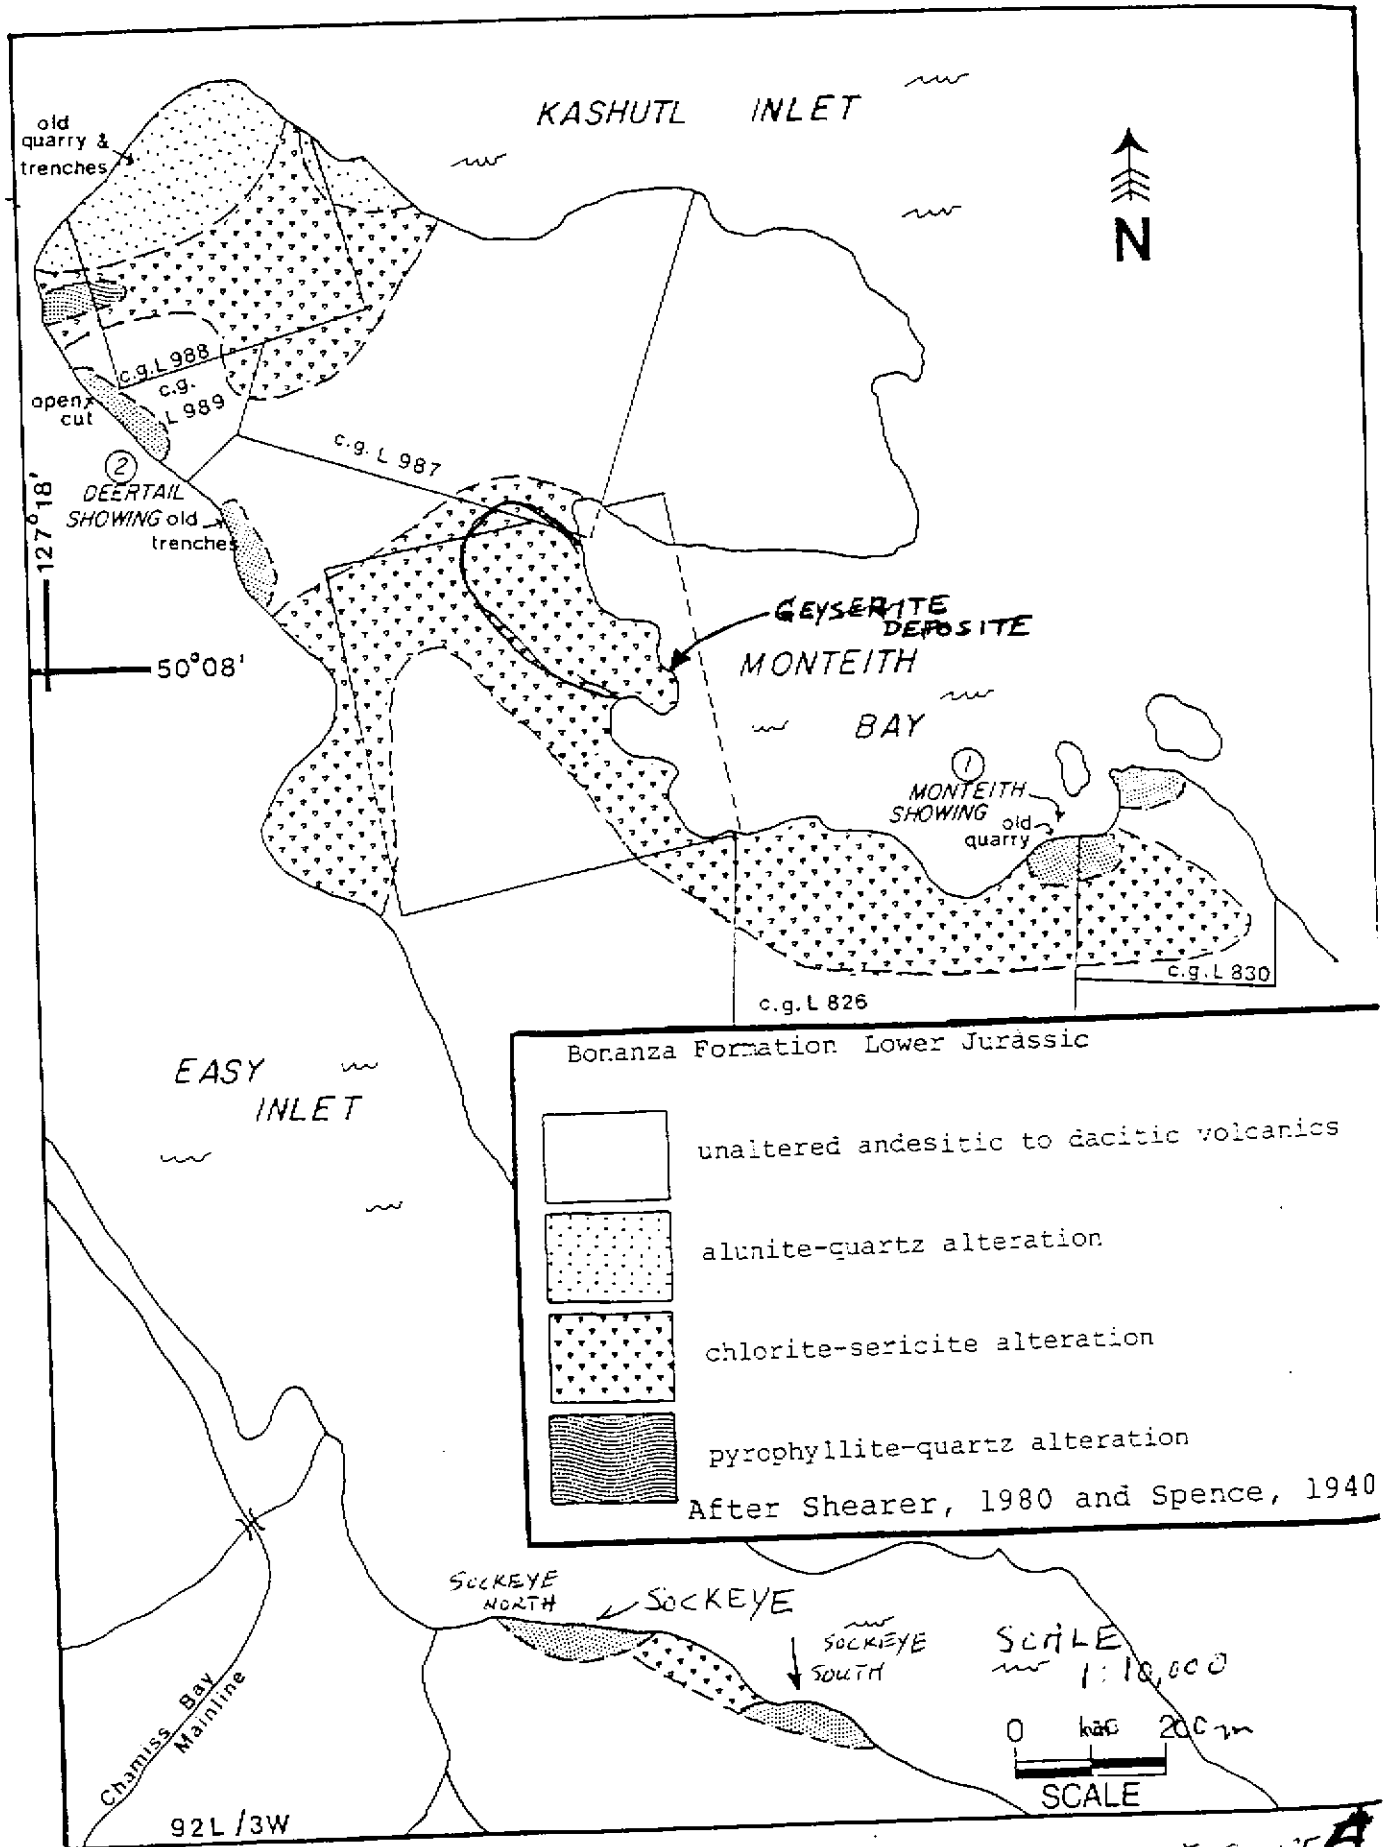 KASHUTL INLET
old
quarry &
trenches
N
c.g. L 988
c.g.
L 989
open
cut
c.g. L 987
2
DEERTAIL
SHOWING old
trenches
127°18'
50°08'
GEYSERITE
DEPOSITE
MONTEITH
BAY
1
MONTEITH
SHOWING
old
quarry
c.g. L 830
c.g. L 826
EASY
INLET
Bonanza Formation Lower Jurassic
unaltered andesitic to dacitic volcanics
alunite-quartz alteration
chlorite-sericite alteration
pyrophyllite-quartz alteration
After Shearer, 1980 and Spence, 1940
SOCKEYE
NORTH
SOCKEYE
SOCKEYE
SOUTH
SCALE
1:10,000
0 200 m
SCALE
Chamiss Bay
Mainline
92L/3W